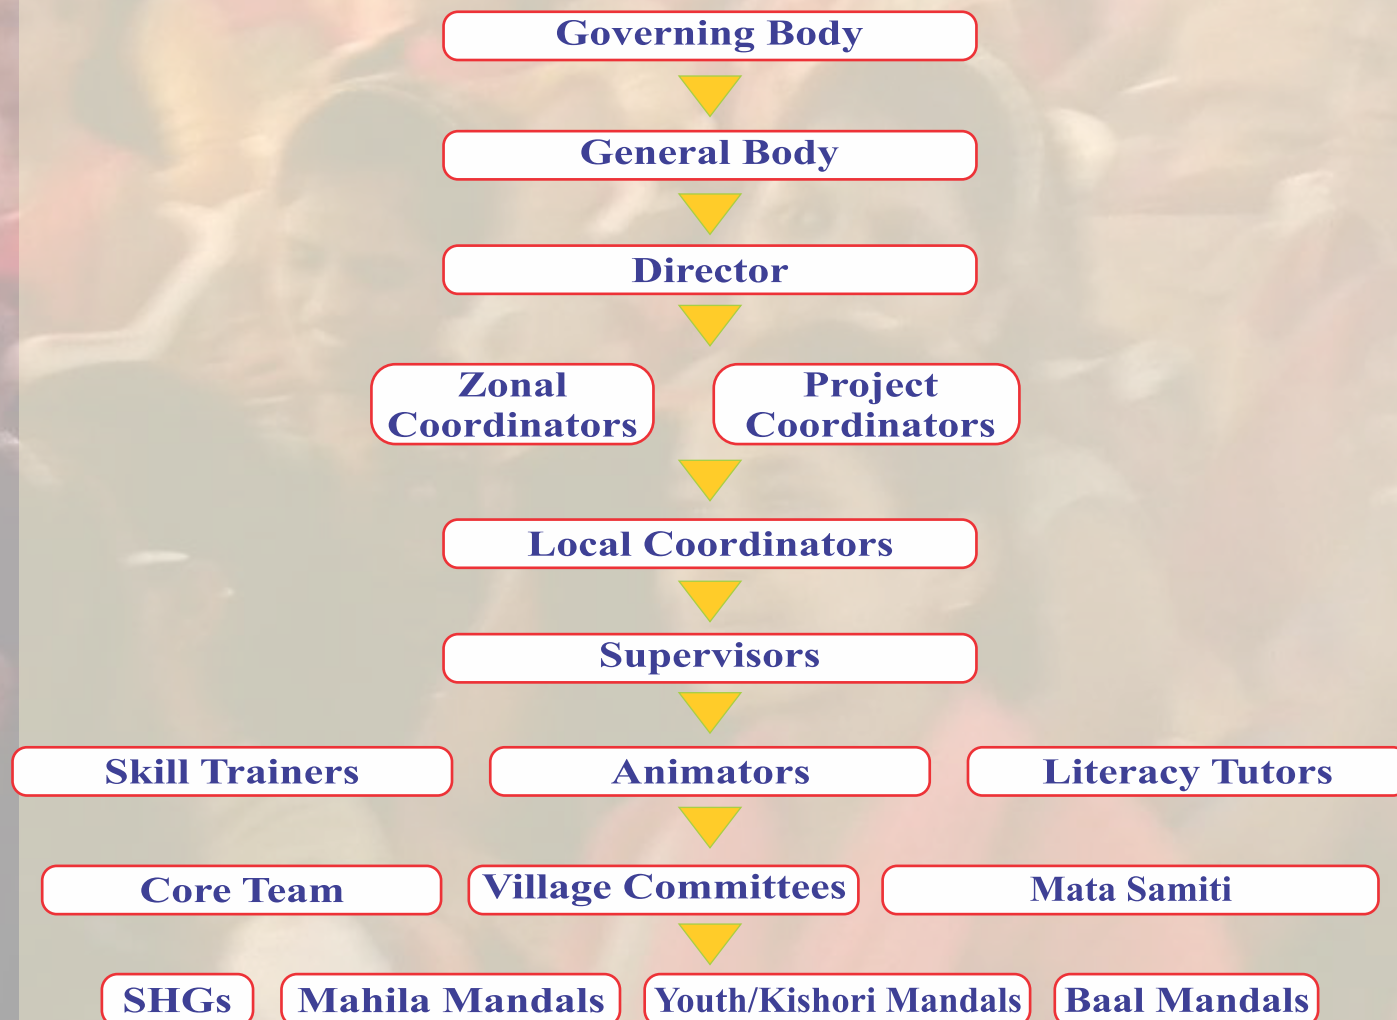 Governing Body
General Body
Director
Zonal
Coordinators
Project
Coordinators
Local Coordinators
Supervisors
Skill Trainers
Animators
Literacy Tutors
Core Team
Village Committees
Mata Samiti
SHGs
Mahila Mandals
Youth/Kishori Mandals
Baal Mandals